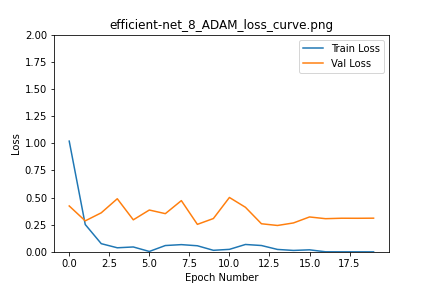 efficient-net_8_ADAM_loss_curve.png
2.00
1.75
1.50
1.25
1.00
0.75
0.50
0.25
0.00
Loss
Train Loss
Val Loss
0.0 2.5 5.0 7.5 10.0 12.5 15.0 17.5
Epoch Number